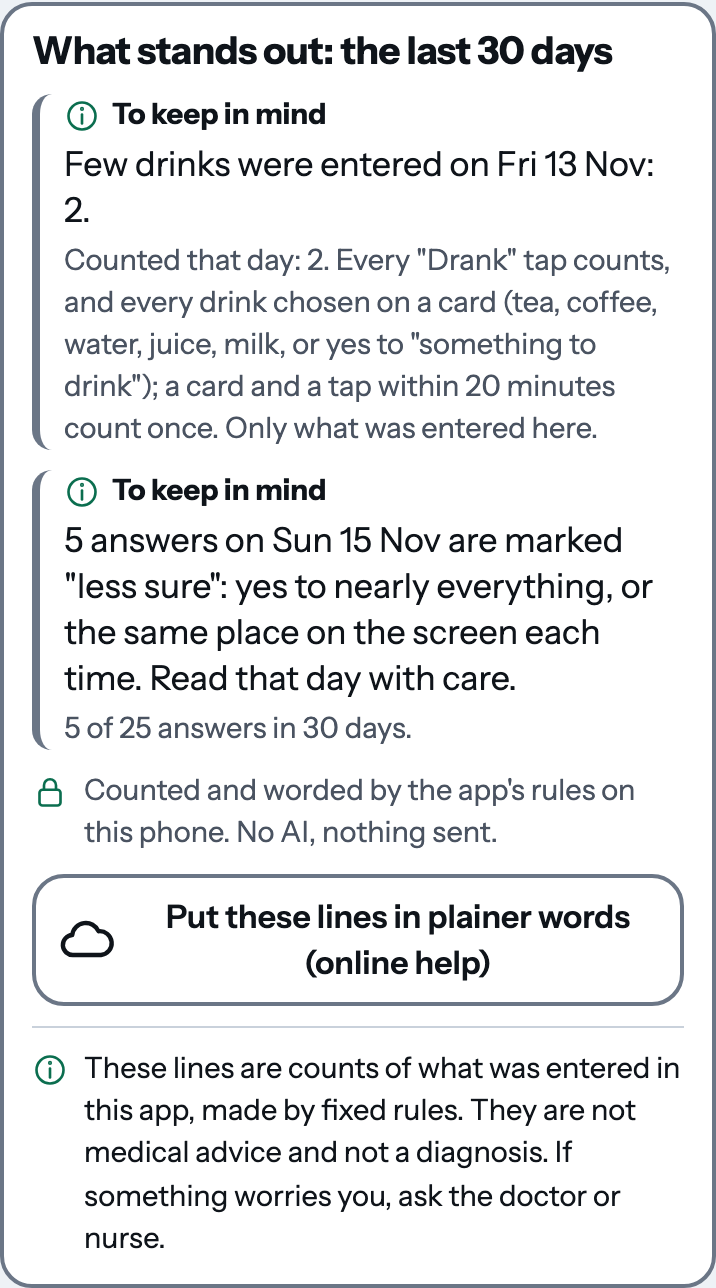 What stands out: the last 30 days
To keep in mind
Few drinks were entered on Fri 13 Nov:
2.
Counted that day: 2. Every "Drank" tap counts,
and every drink chosen on a card (tea, coffee,
water, juice, milk, or yes to "something to
drink"); a card and a tap within 20 minutes
count once. Only what was entered here.
To keep in mind
5 answers on Sun 15 Nov are marked
"less sure": yes to nearly everything, or
the same place on the screen each
time. Read that day with care.
5 of 25 answers in 30 days.
Counted and worded by the app's rules on
this phone. No AI, nothing sent.
Put these lines in plainer words
(online help)
These lines are counts of what was entered in
this app, made by fixed rules. They are not
medical advice and not a diagnosis. If
something worries you, ask the doctor or
nurse.